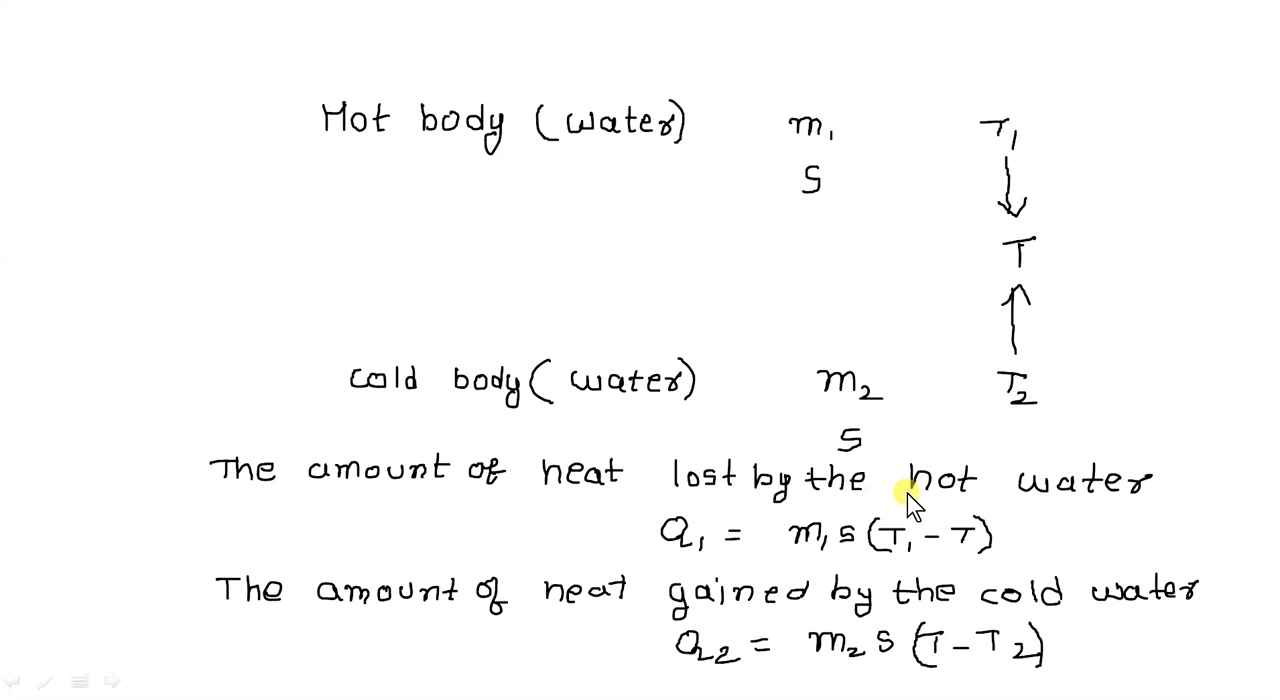 Hot body (water) m₁ T₁
S
T
cold body (water) m₂ T₂
S
The amount of heat lost by the hot water
Q₁ = m₁ s (T₁ - T)
The amount of heat gained by the cold water
Q₂ = m₂ s (T - T₂)